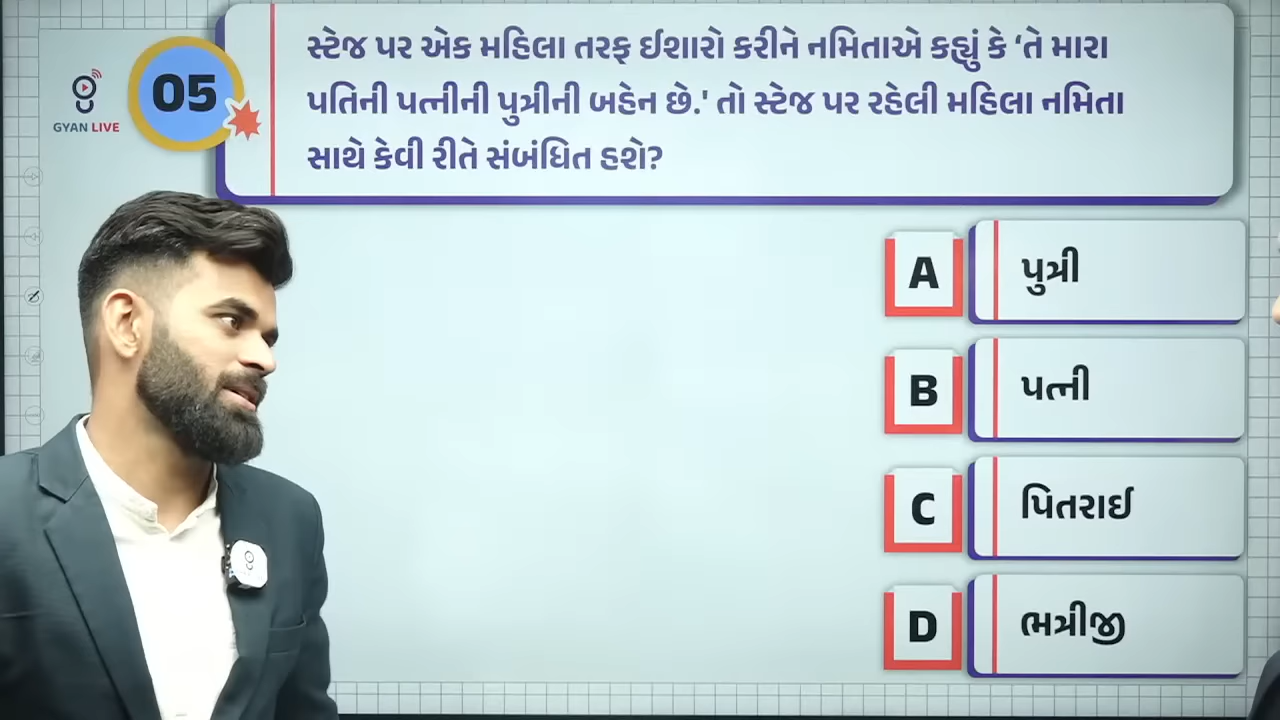 સ્ટેજ પર એક મહિલા તરફ ઈશારો કરીને નમિતાએ કહ્યું કે ‘તે મારા
પતિની પત્નીની પુત્રીની બહેન છે.' તો સ્ટેજ પર રહેલી મહિલા નમિતા
સાથે કેવી રીતે સંબંધિત હશે?
05
GYAN LIVE
A પુત્રી
B પત્ની
C પિતરાઈ
D ભત્રીજી